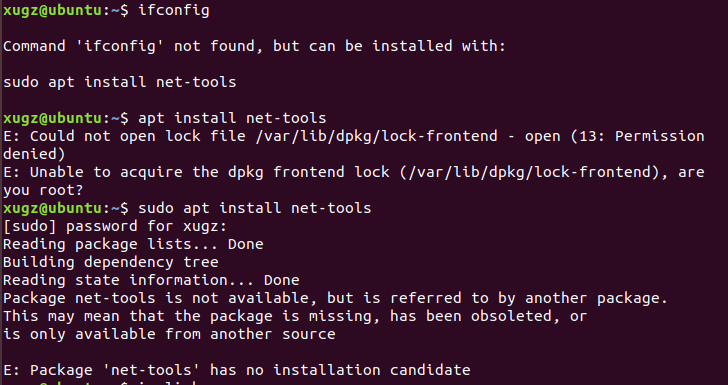 xugz@ubuntu:~$ ifconfig
Command 'ifconfig' not found, but can be installed with:
sudo apt install net-tools
xugz@ubuntu:~$ apt install net-tools
E: Could not open lock file /var/lib/dpkg/lock-frontend - open (13: Permission
denied)
E: Unable to acquire the dpkg frontend lock (/var/lib/dpkg/lock-frontend), are
you root?
xugz@ubuntu:~$ sudo apt install net-tools
[sudo] password for xugz:
Reading package lists... Done
Building dependency tree
Reading state information... Done
Package net-tools is not available, but is referred to by another package.
This may mean that the package is missing, has been obsoleted, or
is only available from another source
E: Package 'net-tools' has no installation candidate